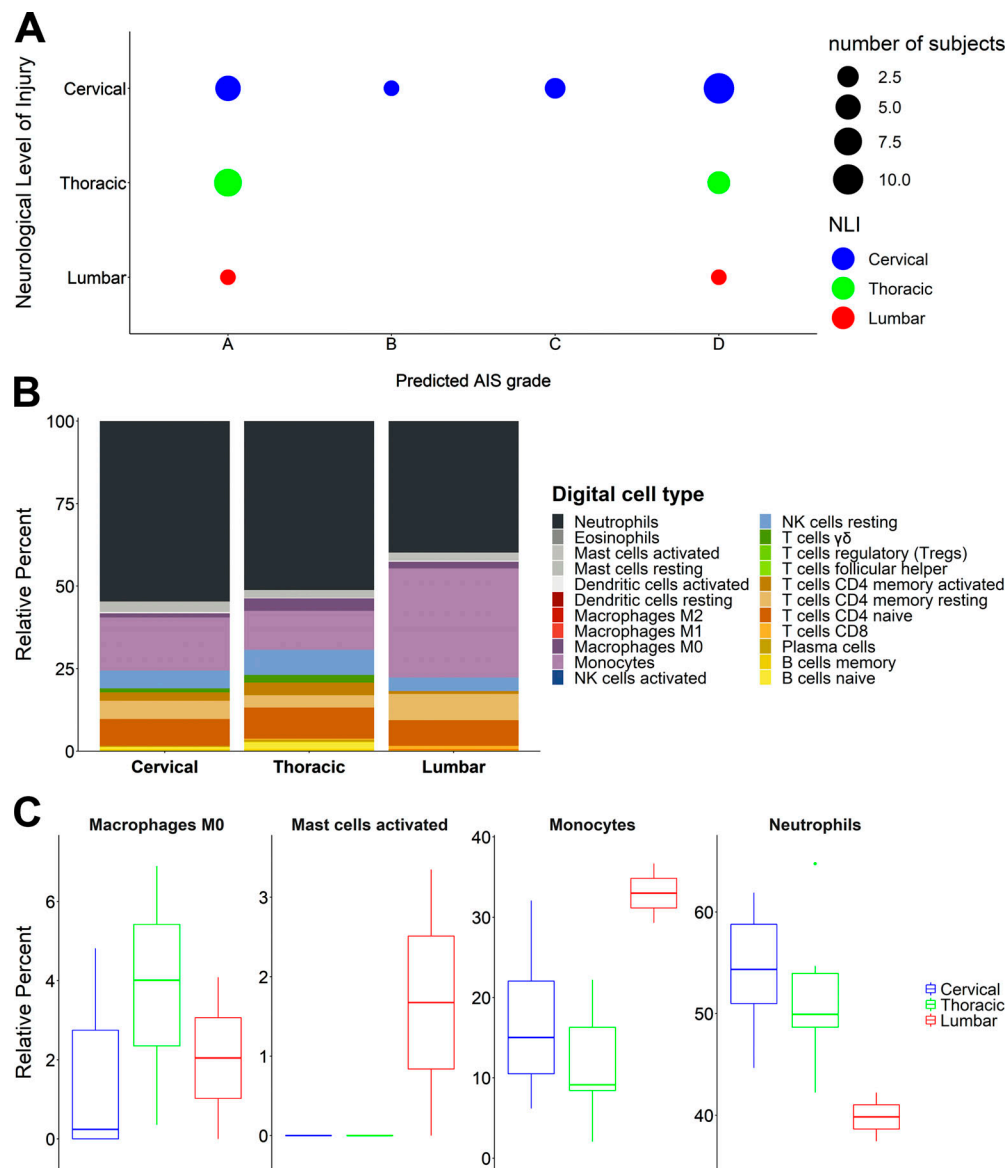 A
Neurological Level of Injury
Cervical
Thoracic
Lumbar
A B C D
Predicted AIS grade
number of subjects
2.5
5.0
7.5
10.0
NLI
Cervical
Thoracic
Lumbar
B
Relative Percent
100
75
50
25
0
Cervical Thoracic Lumbar
Digital cell type
Neutrophils
Eosinophils
Mast cells activated
Mast cells resting
Dendritic cells activated
Dendritic cells resting
Macrophages M2
Macrophages M1
Macrophages M0
Monocytes
NK cells activated
NK cells resting
T cells γδ
T cells regulatory (Tregs)
T cells follicular helper
T cells CD4 memory activated
T cells CD4 memory resting
T cells CD4 naive
T cells CD8
Plasma cells
B cells memory
B cells naive
C
Relative Percent
Macrophages M0
6
4
2
0
Mast cells activated
3
2
1
0
Monocytes
40
30
20
10
0
Neutrophils
60
50
40
Cervical
Thoracic
Lumbar